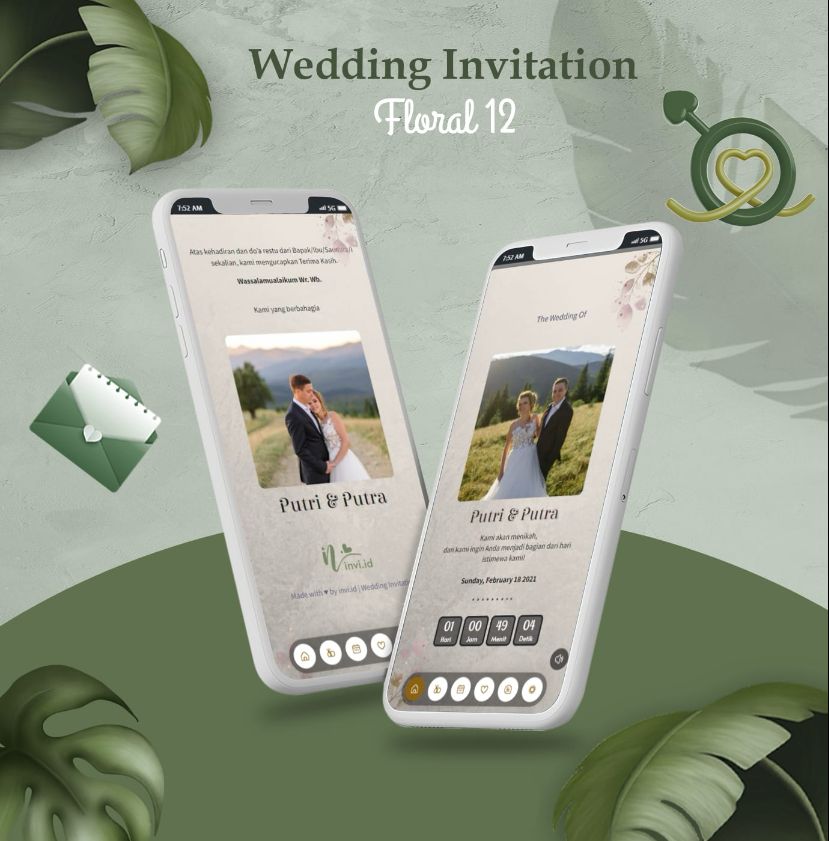 Wedding Invitation
Floral 12
7:52 AM
5G
Atas kehadiran dan do'a restu dari Bapak/Ibu/Saudara/i
sekalian, kami mengucapkan Terima Kasih.
Wassalamualaikum Wr. Wb.
Kami yang berbahagia
Putri & Putra
invi.id
Made with ♥ by invi.id | Wedding Invitati
7:52 AM
5G
The Wedding Of
Putri & Putra
Kami akan menikah,
dan kami ingin Anda menjadi bagian dari hari
istimewa kami!
Sunday, February 18 2021
01 00 49 04
Hari Jam Menit Detik